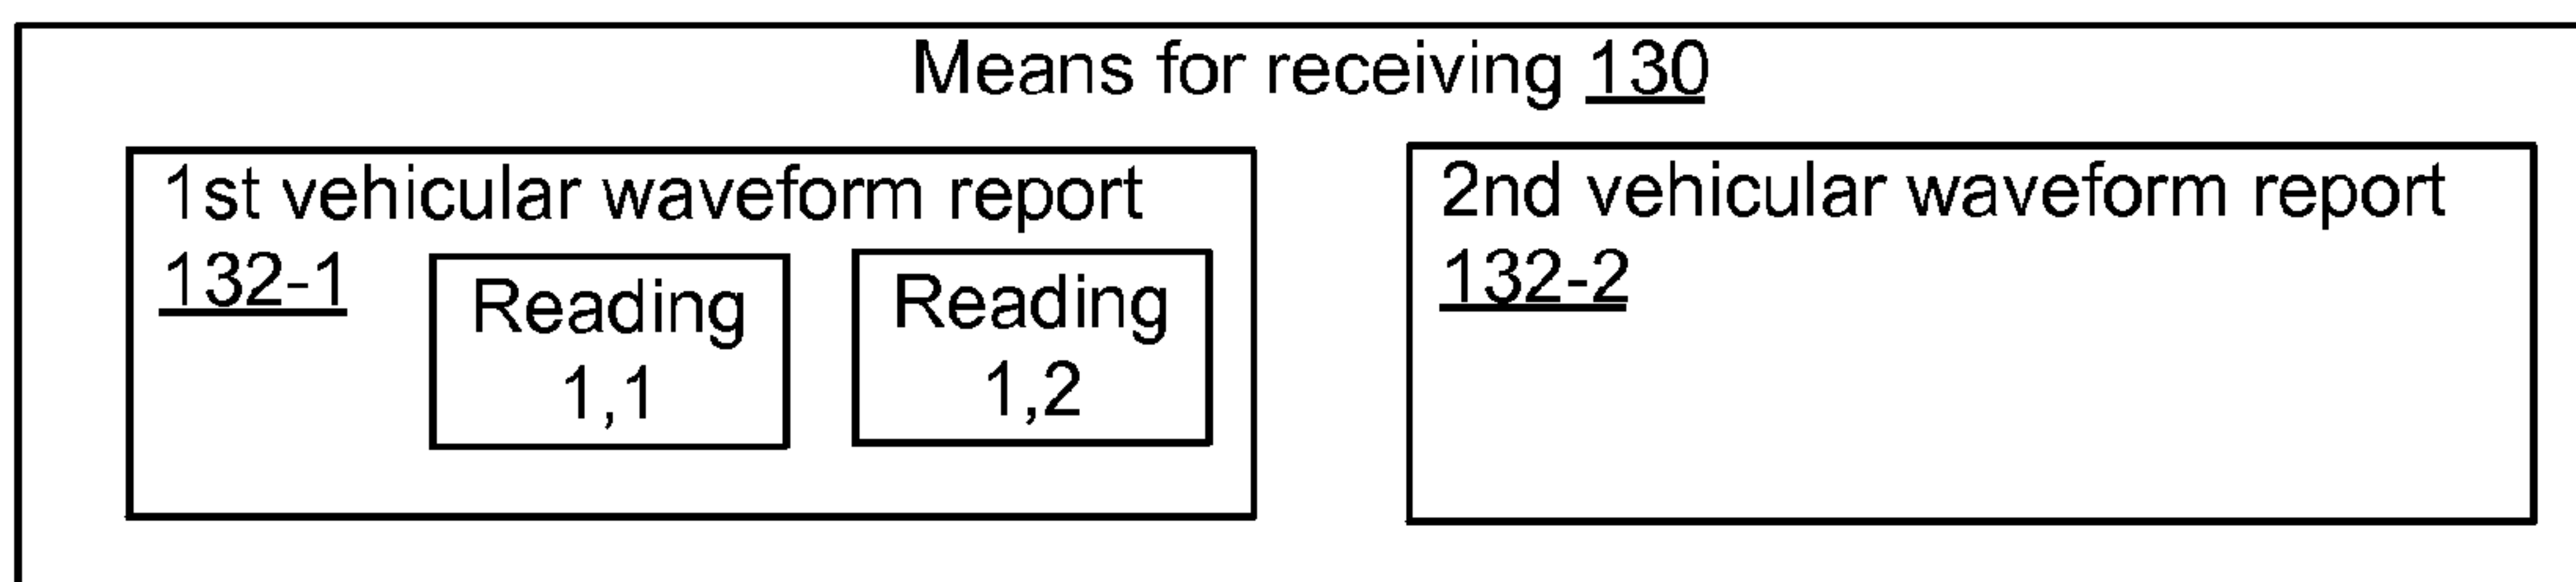 Means for receiving 130
1st vehicular waveform report
132-1
Reading
1,1
Reading
1,2
2nd vehicular waveform report
132-2